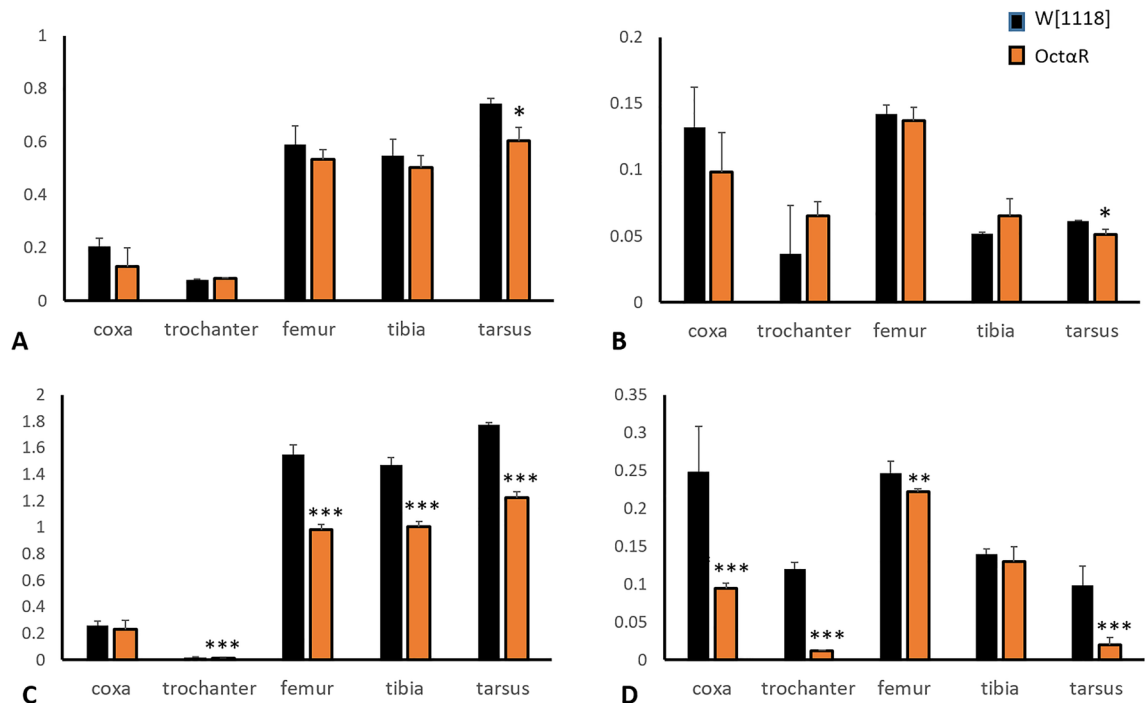 W[1118]
OctαR
1
0.8
0.6
0.4
0.2
0
*
coxa trochanter femur tibia tarsus
A
0.2
0.15
0.1
0.05
0
*
coxa trochanter femur tibia tarsus
B
2
1.8
1.6
1.4
1.2
1
0.8
0.6
0.4
0.2
0
*** *** *** ***
coxa trochanter femur tibia tarsus
C
0.35
0.3
0.25
0.2
0.15
0.1
0.05
0
*** *** ** ***
coxa trochanter femur tibia tarsus
D